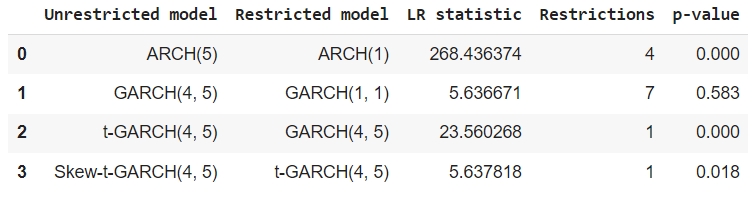 Unrestricted model Restricted model LR statistic Restrictions p-value
0 ARCH(5) ARCH(1) 268.436374 4 0.000
1 GARCH(4, 5) GARCH(1, 1) 5.636671 7 0.583
2 t-GARCH(4, 5) GARCH(4, 5) 23.560268 1 0.000
3 Skew-t-GARCH(4, 5) t-GARCH(4, 5) 5.637818 1 0.018